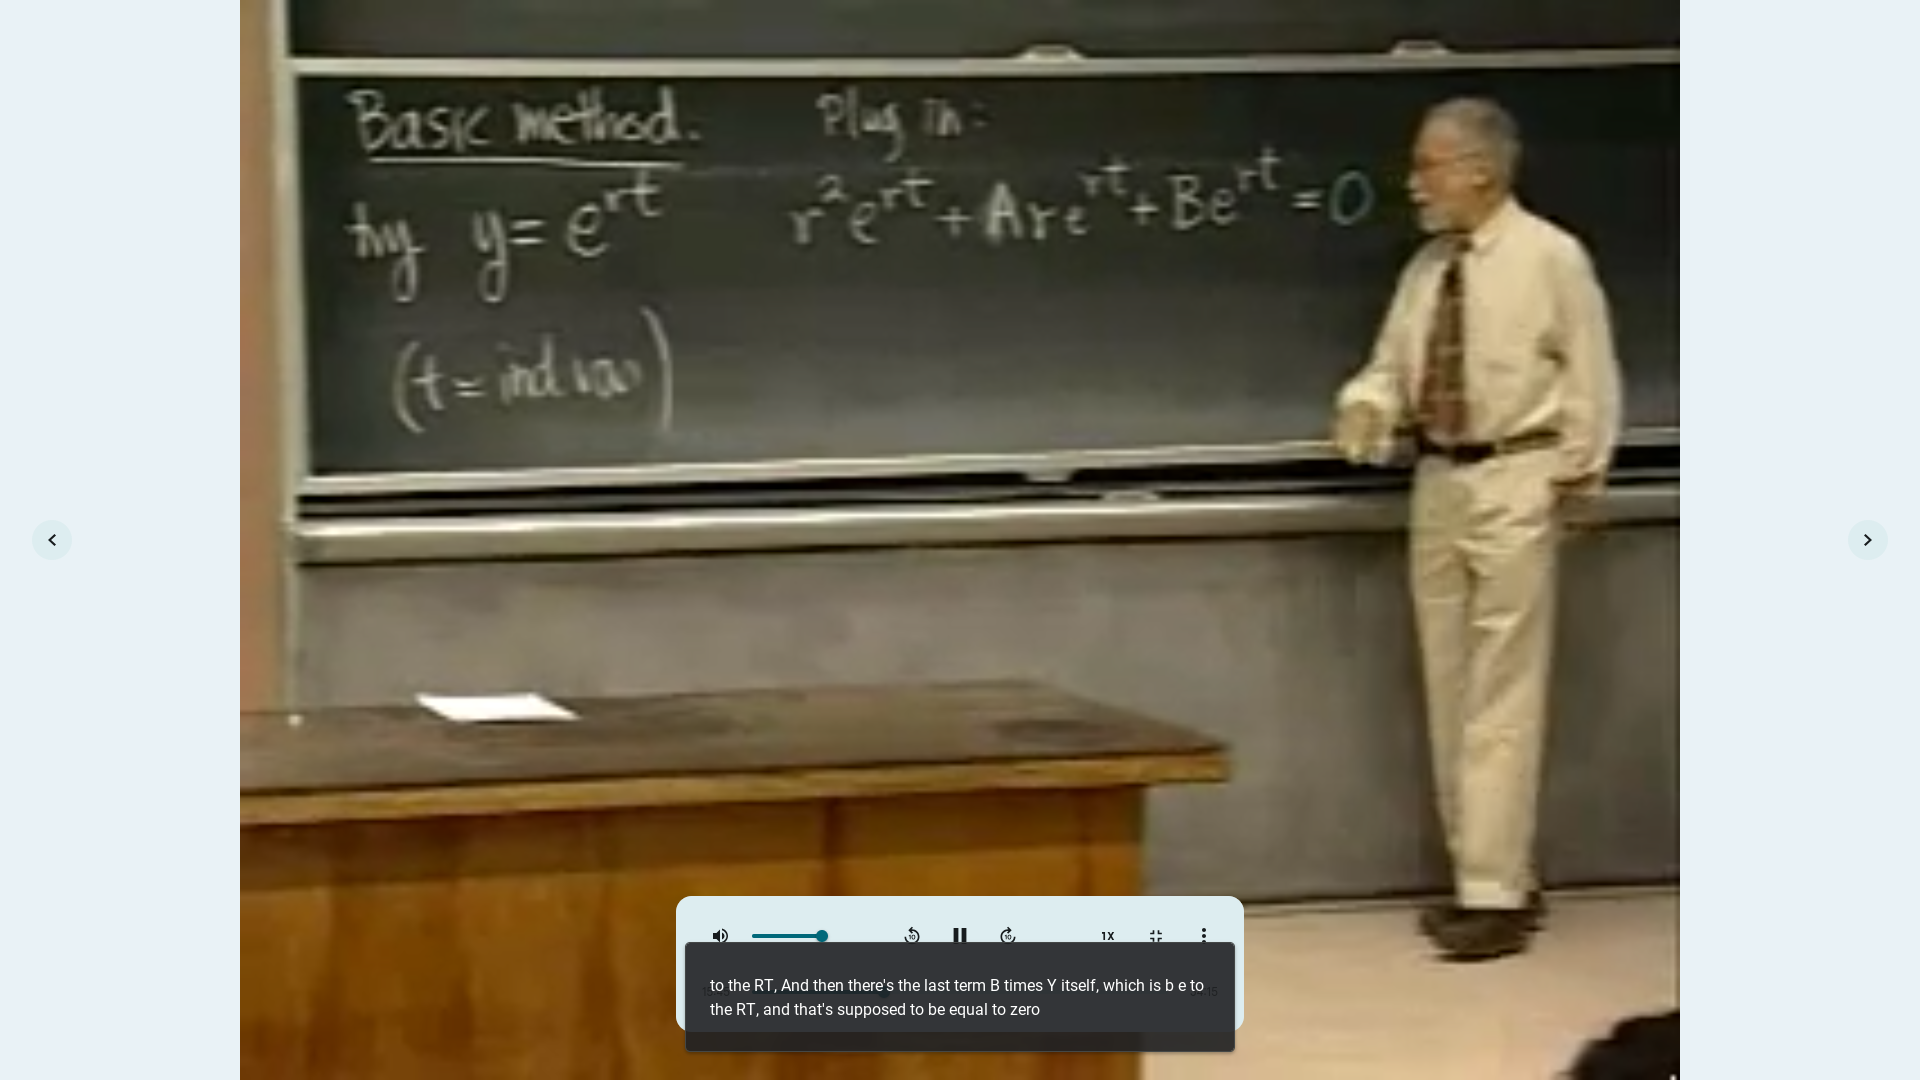 Basic method.
try y = e^{rt}
(t = ind var)
Plug in:
r^2e^{rt} + Are^{rt} + Be^{rt} = 0
10
10
1X
to the RT, And then there's the last term B times Y itself, which is b e to
the RT, and that's supposed to be equal to zero